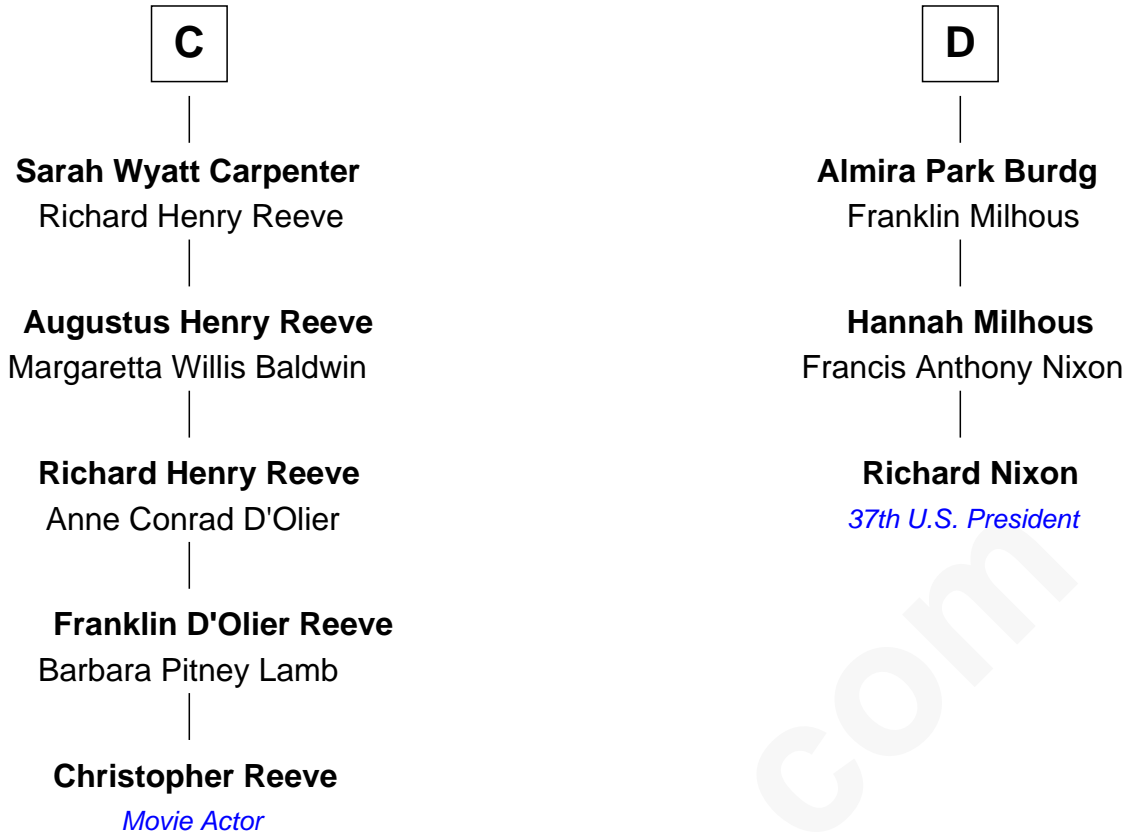 C
Sarah Wyatt Carpenter
Richard Henry Reeve
Augustus Henry Reeve
Margaretta Willis Baldwin
Richard Henry Reeve
Anne Conrad D'Olier
Franklin D'Olier Reeve
Barbara Pitney Lamb
Christopher Reeve
Movie Actor
D
Almira Park Burdg
Franklin Milhous
Hannah Milhous
Francis Anthony Nixon
Richard Nixon
37th U.S. President
com